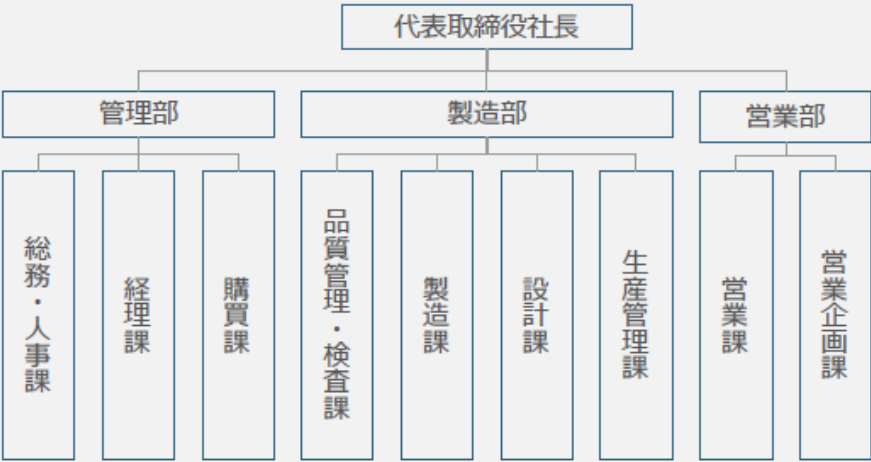 代表取締役社長
管理部
製造部
営業部
総務・人事課
経理課
購買課
品質管理・検査課
製造課
設計課
生産管理課
営業課
営業企画課